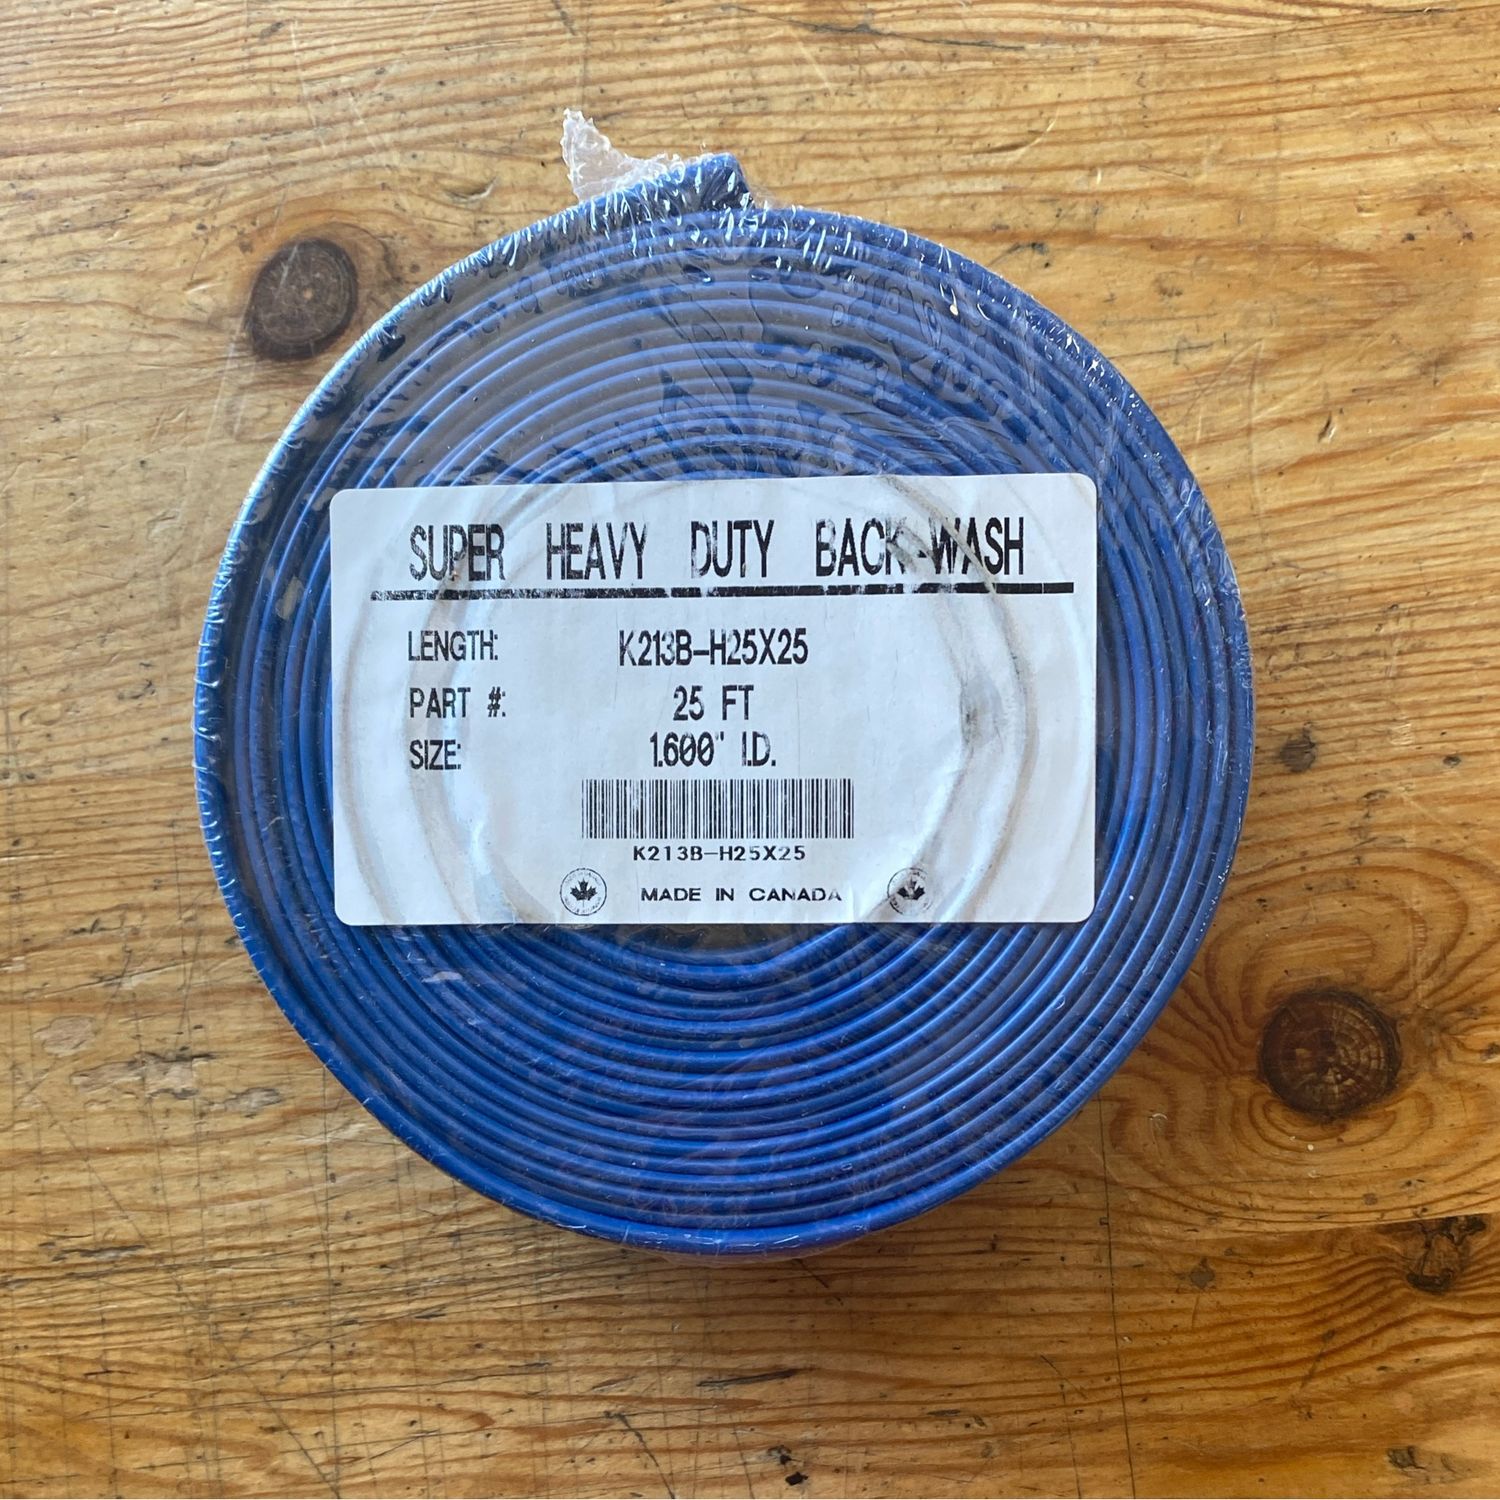 SUPER HEAVY DUTY BACK-WASH
LENGTH: K213B-H25X25
PART #: 25 FT
SIZE: 1.600" I.D.
K213B-H25X25
MADE IN CANADA